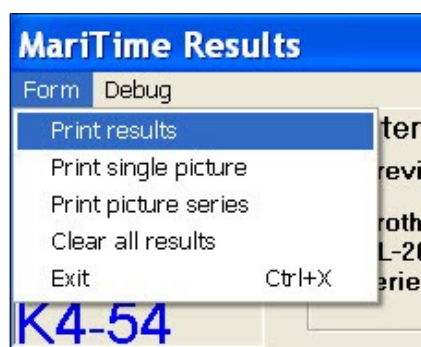 MariTime Results
Form Debug
Print results
Print single picture
Print picture series
Clear all results
Exit Ctrl+X
K4-54